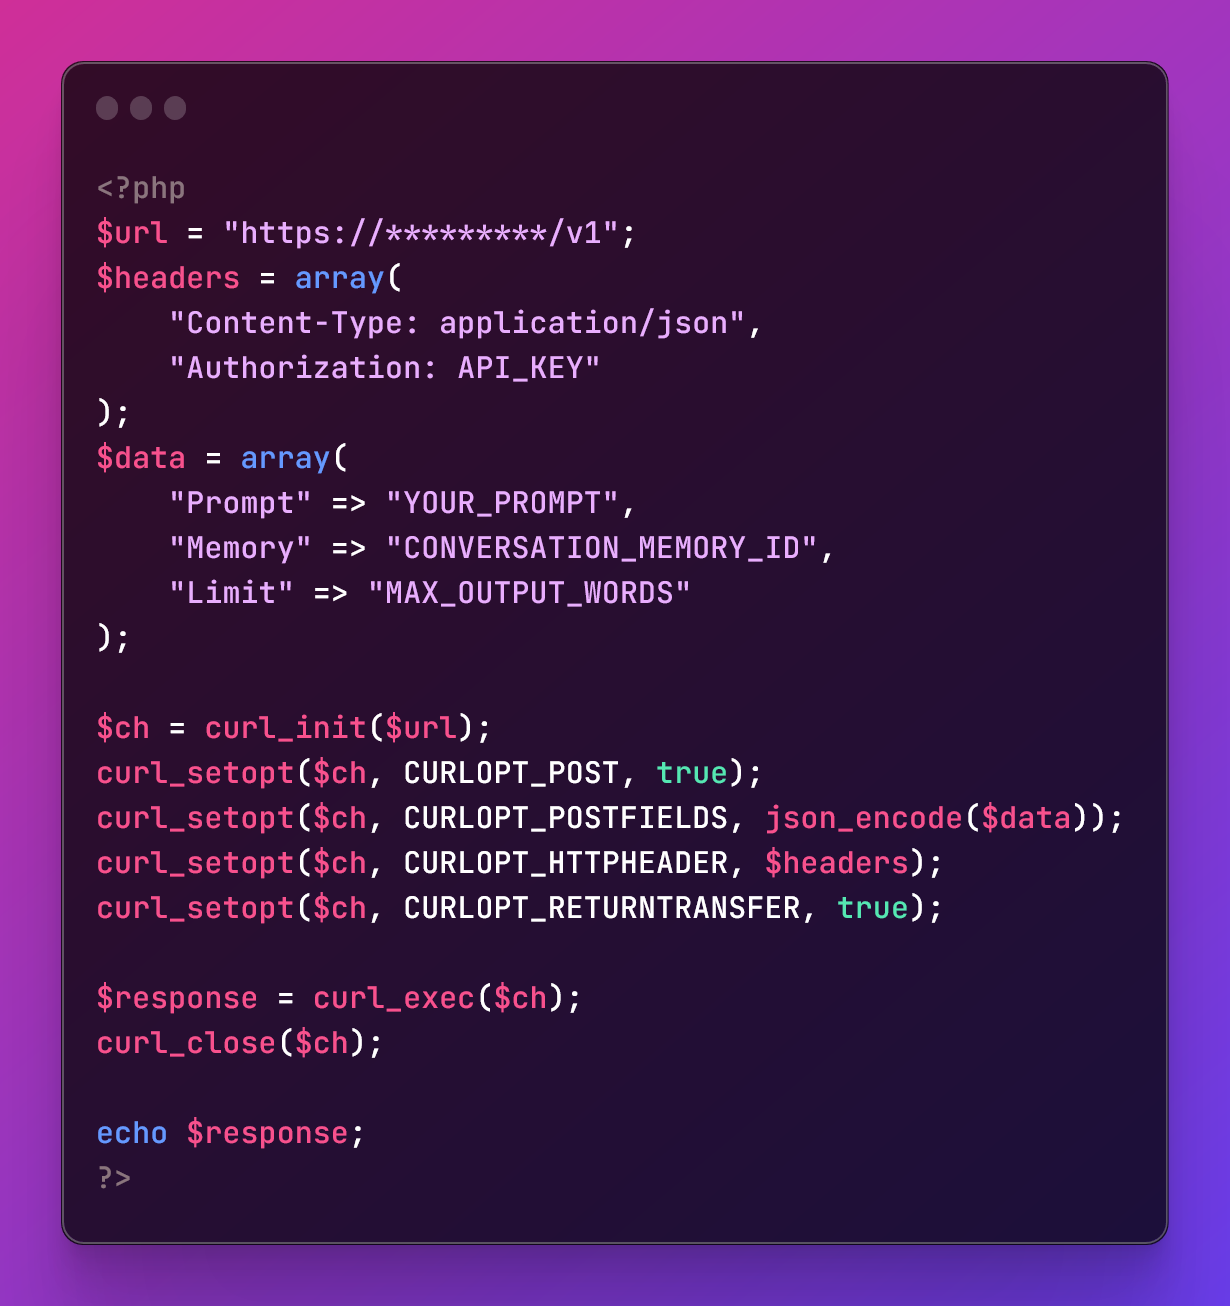 <?php
$url = "https://*********/v1";
$headers = array(
    "Content-Type: application/json",
    "Authorization: API_KEY"
);
$data = array(
    "Prompt" => "YOUR_PROMPT",
    "Memory" => "CONVERSATION_MEMORY_ID",
    "Limit" => "MAX_OUTPUT_WORDS"
);

$ch = curl_init($url);
curl_setopt($ch, CURLOPT_POST, true);
curl_setopt($ch, CURLOPT_POSTFIELDS, json_encode($data));
curl_setopt($ch, CURLOPT_HTTPHEADER, $headers);
curl_setopt($ch, CURLOPT_RETURNTRANSFER, true);

$response = curl_exec($ch);
curl_close($ch);

echo $response;
?>